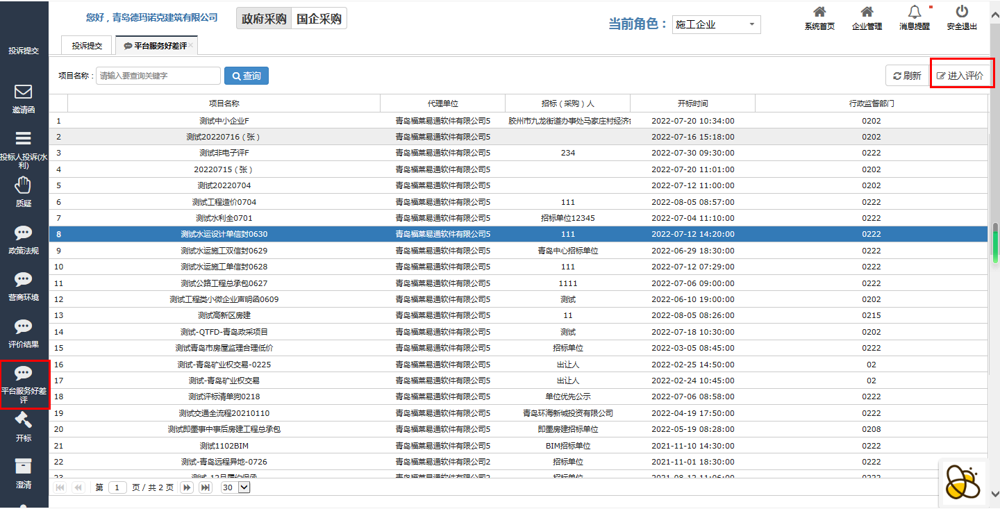 您好，青岛德玛诺克建筑有限公司
政府采购 国企采购
当前角色： 施工企业
系统首页 企业管理 消息提醒 安全退出
投诉提交 平台服务好差评
投诉提交
邀请函
投标人投诉(水
利)
质疑
政策法规
营商环境
评价结果
平台服务好差
评
开标
澄清
项目名称： 请输入要查询关键字 查询 刷新 进入评价
项目名称 代理单位 招标（采购）人 开标时间 行政监督部门
1 测试中小企业F 青岛福莱易通软件有限公司5 胶州市九龙街道办事处马家庄村经济 2022-07-20 10:34:00 0202
2 测试20220716（张） 青岛福莱易通软件有限公司5 2022-07-16 15:18:00 0202
3 测试非电子评F 青岛福莱易通软件有限公司5 234 2022-07-30 09:30:00 0222
4 20220715（张） 青岛福莱易通软件有限公司5 2022-07-20 11:01:00 0202
5 测试20220704 青岛福莱易通软件有限公司5 2022-07-12 11:00:00 0202
6 测试工程造价0704 青岛福莱易通软件有限公司5 111 2022-08-05 08:57:00 0222
7 测试水利全0701 青岛福莱易通软件有限公司5 招标单位12345 2022-07-04 11:10:00 0222
8 测试水运设计单信封0630 青岛福莱易通软件有限公司5 111 2022-07-12 14:20:00 0222
9 测试水运施工双信封0629 青岛福莱易通软件有限公司5 青岛中心招标单位 2022-06-29 18:30:00 0222
10 测试水运施工单信封0628 青岛福莱易通软件有限公司5 111 2022-07-12 07:29:00 0222
11 测试公路工程总承包0627 青岛福莱易通软件有限公司5 1111 2022-07-06 09:00:00 0222
12 测试工程类小微企业声明函0609 青岛福莱易通软件有限公司5 测试 2022-06-10 19:00:00 0202
13 测试高新区房建 青岛福莱易通软件有限公司5 11 2022-08-05 08:26:00 0215
14 测试-QTFD-青岛政采项目 青岛福莱易通软件有限公司5 测试 2022-07-18 10:30:00 0202
15 测试青岛市房屋监理合理低价 青岛福莱易通软件有限公司5 招标单位 2022-03-05 08:45:00 0222
16 测试-青岛矿业权交易-0225 青岛福莱易通软件有限公司5 出让人 2022-02-25 14:50:00 02
17 测试-青岛矿业权交易 青岛福莱易通软件有限公司5 出让人 2022-02-24 10:45:00 02
18 测试评标清单狗0218 青岛福莱易通软件有限公司5 单位优先公示 2022-07-06 08:58:00 0222
19 测试交通全流程20210110 青岛福莱易通软件有限公司5 青岛环海新城投资有限公司 2022-04-19 17:50:00 0222
20 测试即墨事中事后房建工程总承包 青岛福莱易通软件有限公司5 即墨房建招标单位 2022-05-19 08:28:00 0208
21 测试1102BIM 青岛福莱易通软件有限公司5 BIM招标单位 2021-11-10 14:30:00 0222
22 测试-青岛远程异地-0726 青岛福莱易通软件有限公司2 招标单位 2021-11-01 18:30:00 0222
23 测试-12月履约保函 青岛福莱易通软件有限公司2 招标单位 2021-08-12 11:06:00 0222
第 1 页 / 共 2 页 30